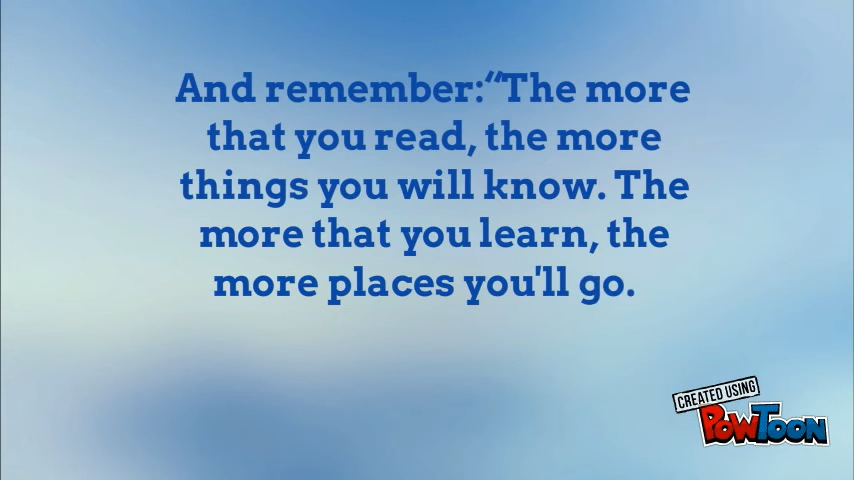 And remember:“The more
that you read, the more
things you will know. The
more that you learn, the
more places you'll go.
CREATED USING
POWTOON